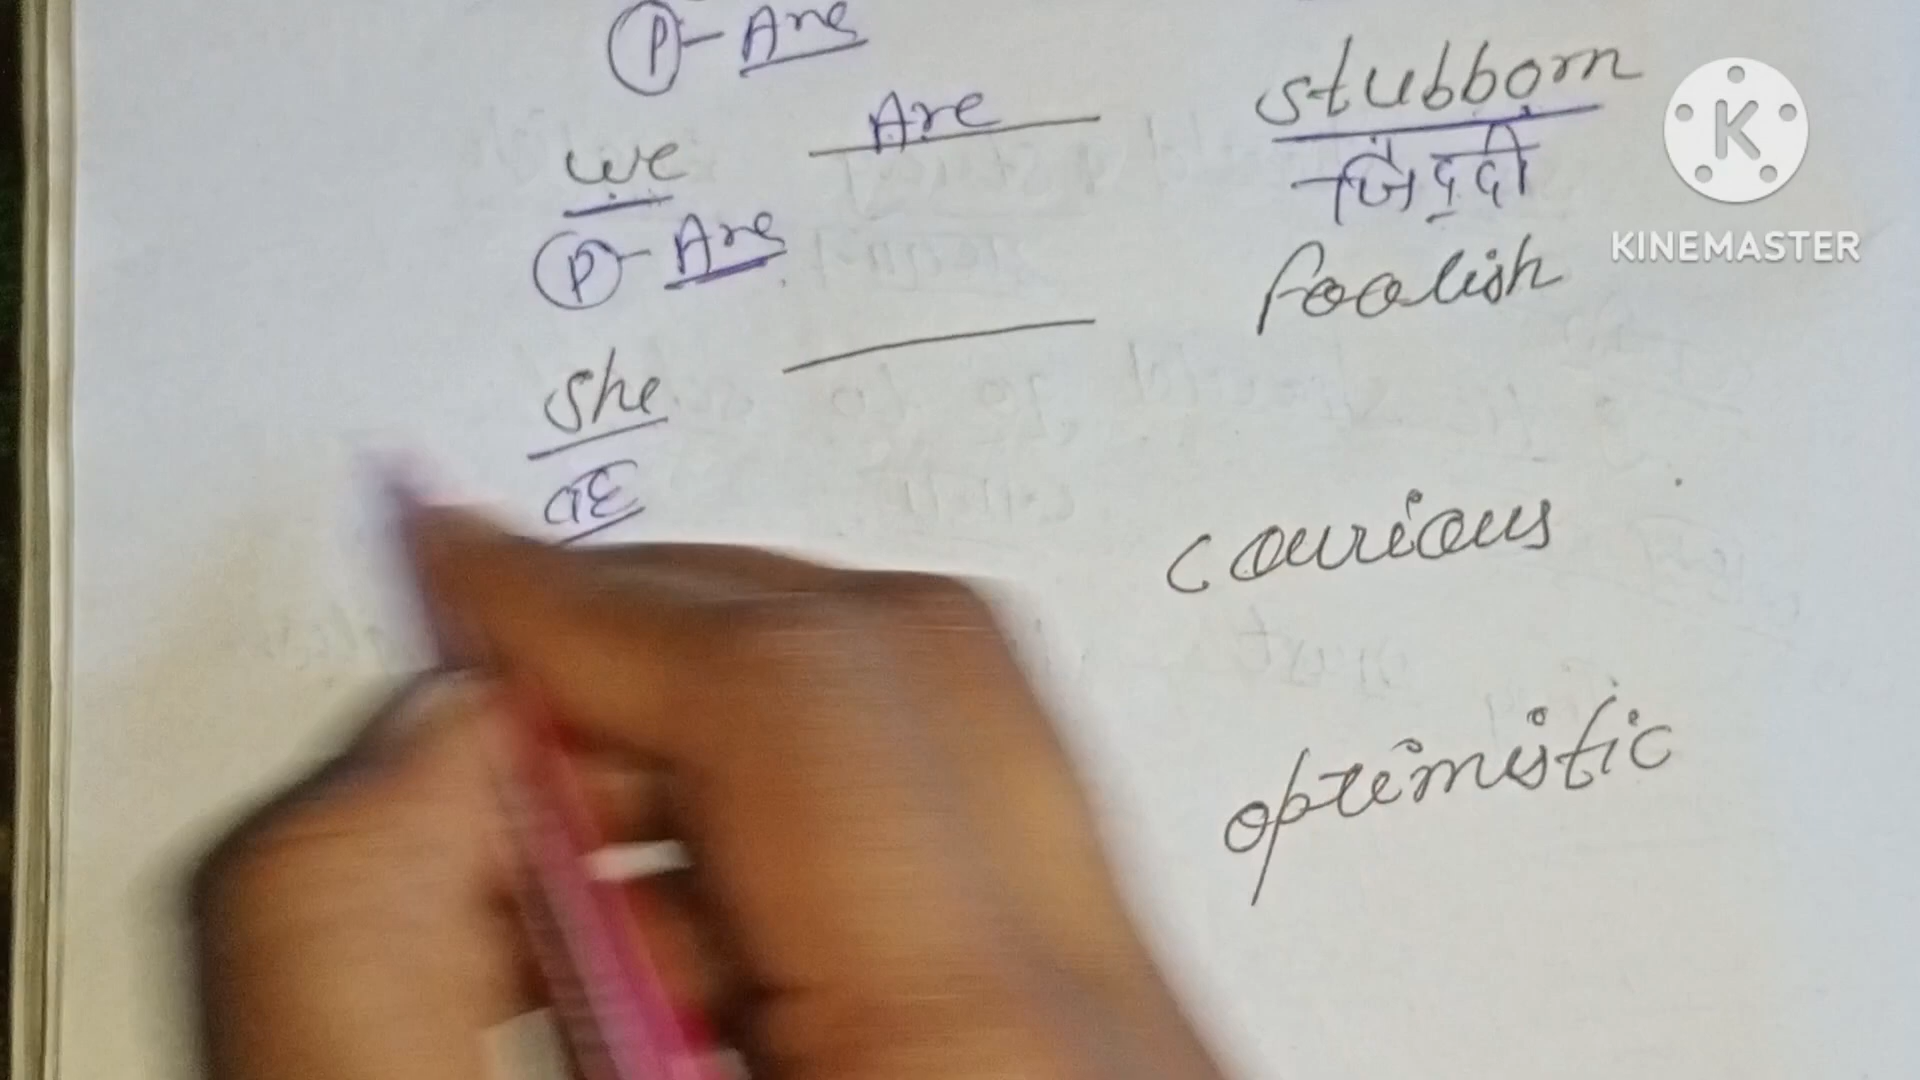 P - Are
we Are stubborn
जिद्दी
P - Are
she foolish
वह
courious
optimistic
K
KINEMASTER